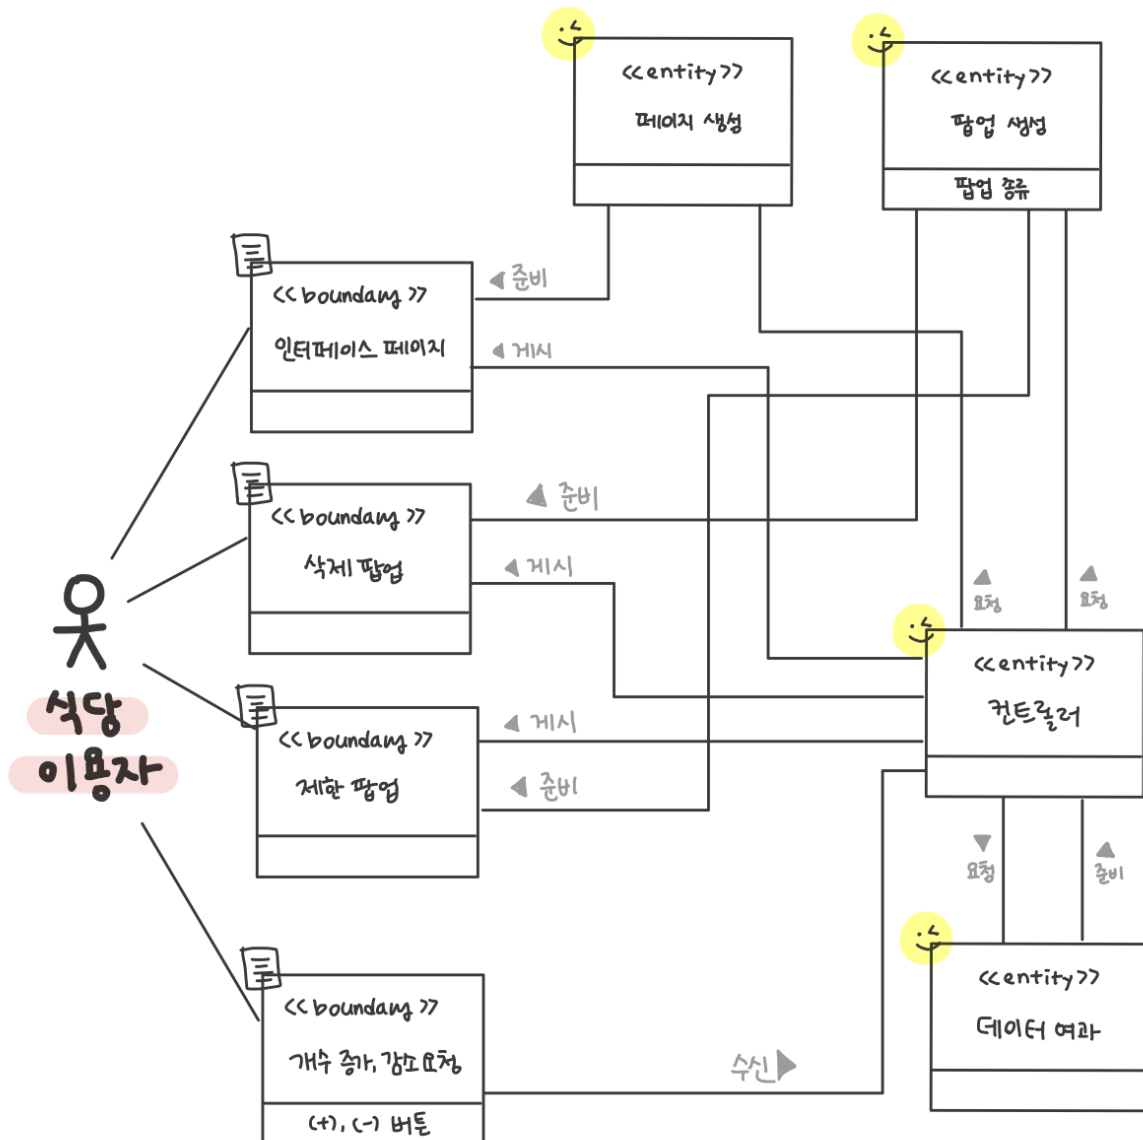 <<entity>>
페이지 생성
<<entity>>
팝업 생성
팝업 종류
<<boundary>>
인터페이스 페이지
◀ 준비
◀ 게시
<<boundary>>
삭제 팝업
◀ 준비
◀ 게시
▲
요청
▲
요청
식당
이용자
<<boundary>>
제한 팝업
◀ 게시
◀ 준비
<<entity>>
컨트롤러
▼
요청
▲
준비
<<boundary>>
개수 증가, 감소요청
(+), (-) 버튼
수신▶
<<entity>>
데이터 여과